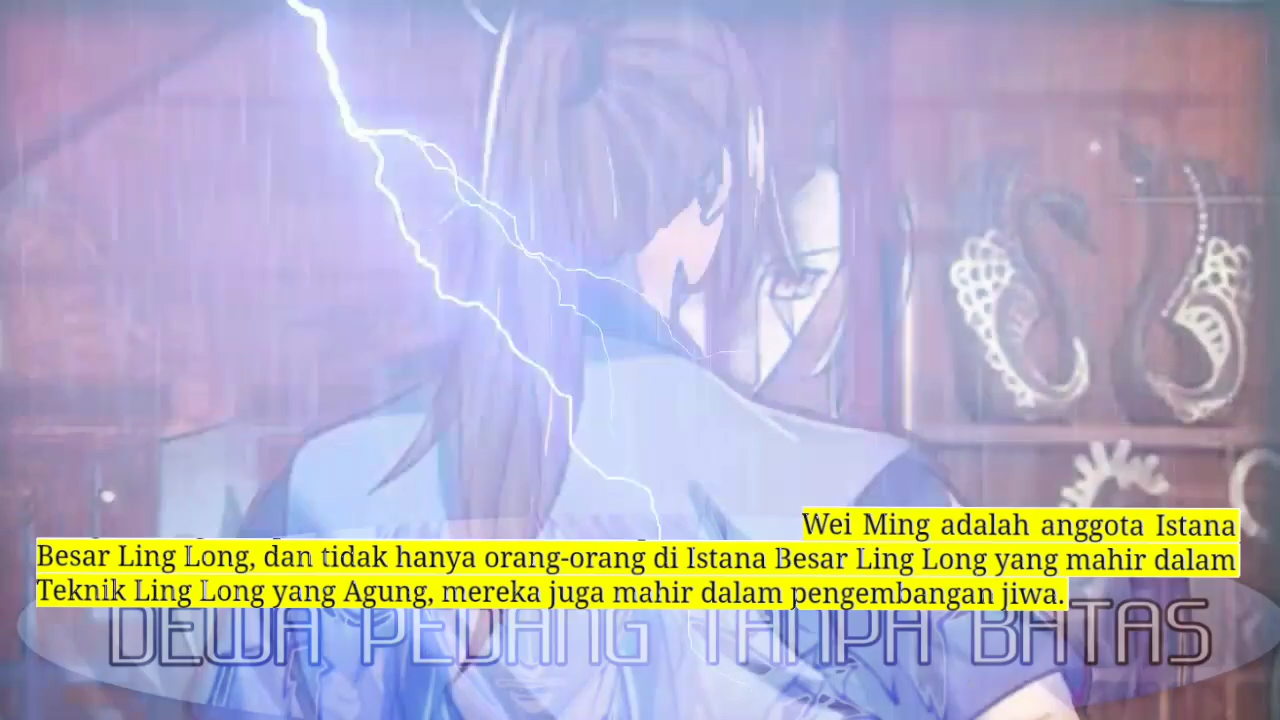 Wei Ming adalah anggota Istana
Besar Ling Long, dan tidak hanya orang-orang di Istana Besar Ling Long yang mahir dalam
Teknik Ling Long yang Agung, mereka juga mahir dalam pengembangan jiwa.
DEWA PEDANG TANPA BATAS